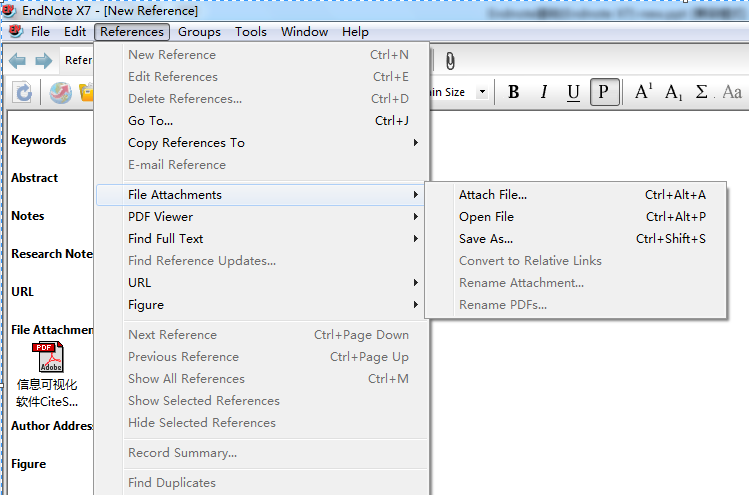 EndNote X7 - [New Reference]
File Edit References Groups Tools Window Help
Refer
New Reference Ctrl+N
Edit References Ctrl+E
Delete References... Ctrl+D
Go To... Ctrl+J
Copy References To
E-mail Reference
File Attachments
PDF Viewer
Find Full Text
Find Reference Updates...
URL
Figure
Next Reference Ctrl+Page Down
Previous Reference Ctrl+Page Up
Show All References Ctrl+M
Show Selected References
Hide Selected References
Record Summary...
Find Duplicates
Attach File... Ctrl+Alt+A
Open File Ctrl+Alt+P
Save As... Ctrl+Shift+S
Convert to Relative Links
Rename Attachment...
Rename PDFs...
in Size B I U P A¹ A₁ Σ Aa
Keywords
Abstract
Notes
Research Note
URL
File Attachmen
PDF
Adobe
信息可视化
软件CiteS...
Author Addres
Figure